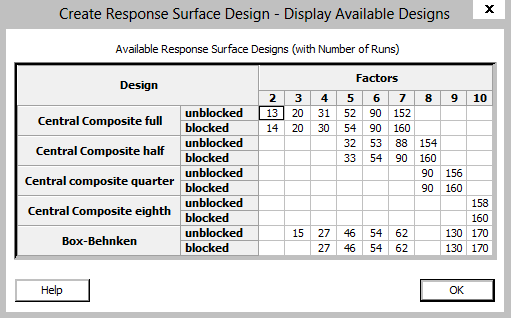 Create Response Surface Design - Display Available Designs x
Available Response Surface Designs (with Number of Runs)
Design Factors
2 3 4 5 6 7 8 9 10
Central Composite full unblocked 13 20 31 52 90 152
blocked 14 20 30 54 90 160
Central Composite half unblocked 32 53 88 154
blocked 33 54 90 160
Central composite quarter unblocked 90 156
blocked 90 160
Central Composite eighth unblocked 158
blocked 160
Box-Behnken unblocked 15 27 46 54 62 130 170
blocked 27 46 54 62 130 170
Help OK